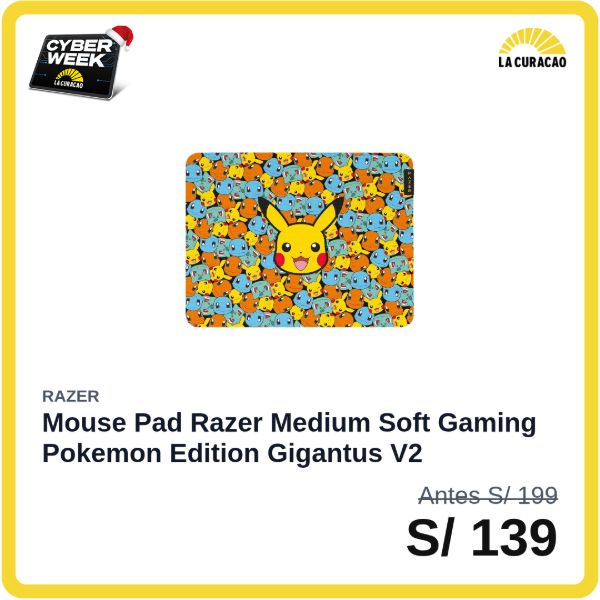 CYBER
WEEK
LA CURACAO
LA CURACAO
RAZER
RAZER
Mouse Pad Razer Medium Soft Gaming
Pokemon Edition Gigantus V2
Antes S/ 199
S/ 139